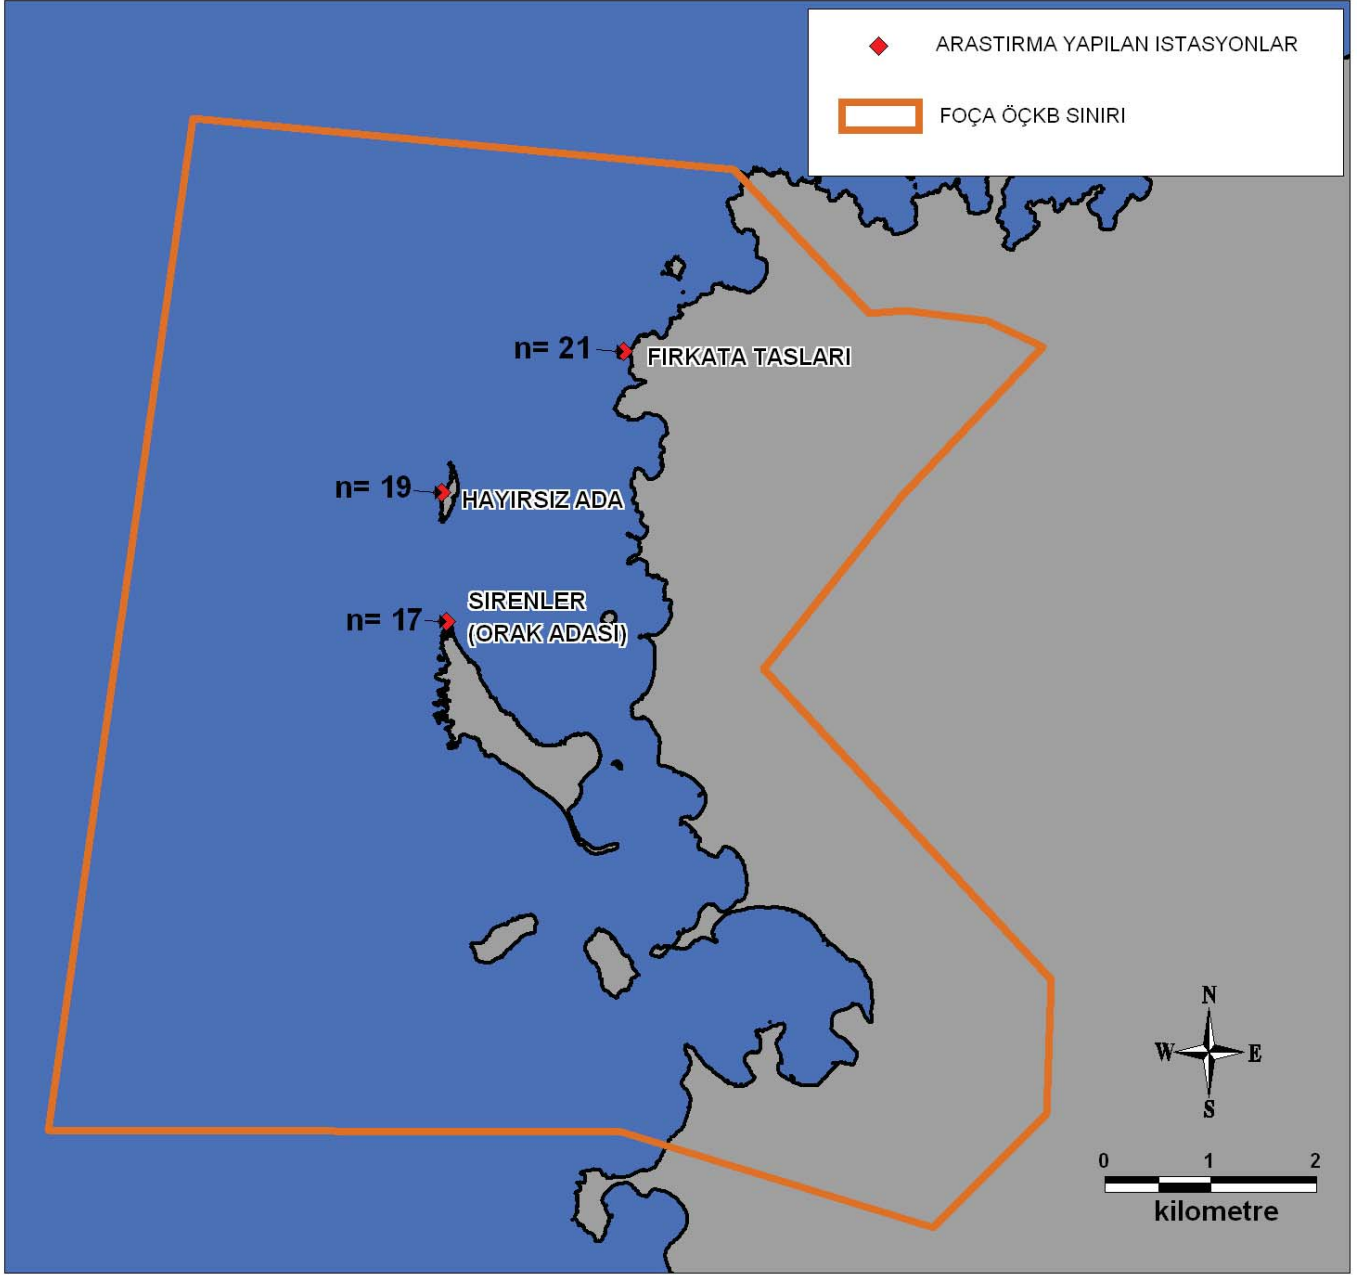 ARASTIRMA YAPILAN ISTASYONLAR
FOÇA ÖÇKB SINIRI
n= 21
FIRKATA TASLARI
n= 19
HAYIRSIZ ADA
n= 17
SIRENLER
(ORAK ADASI)
N
W E
S
0 1 2
kilometre